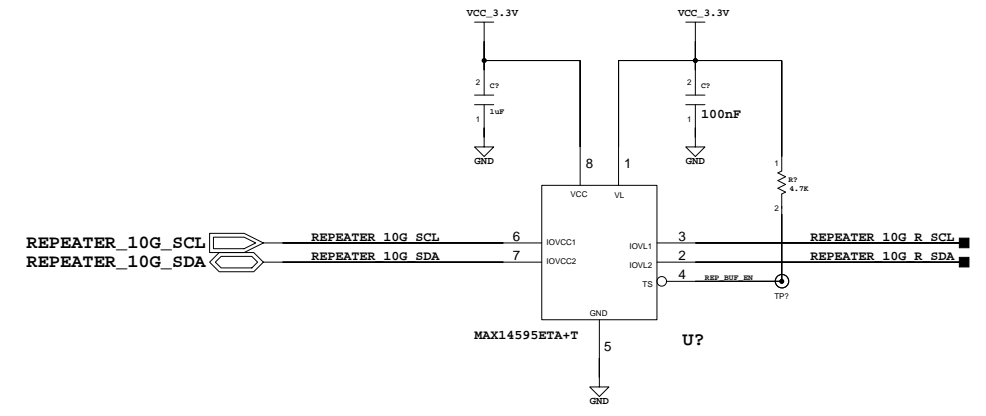 VCC_3.3V
VCC_3.3V
2
C?
1uF
1
GND
2
C?
100nF
1
GND
8
1
1
R?
4.7K
2
VCC
VL
REPEATER_10G_SCL
REPEATER_10G_SCL
6
IOVCC1
IOVL1
3
REPEATER_10G_R_SCL
REPEATER_10G_SDA
REPEATER_10G_SDA
7
IOVCC2
IOVL2
2
REPEATER_10G_R_SDA
TS
4
REP_BUF_EN
TP?
GND
MAX14595ETA+T
U?
5
GND